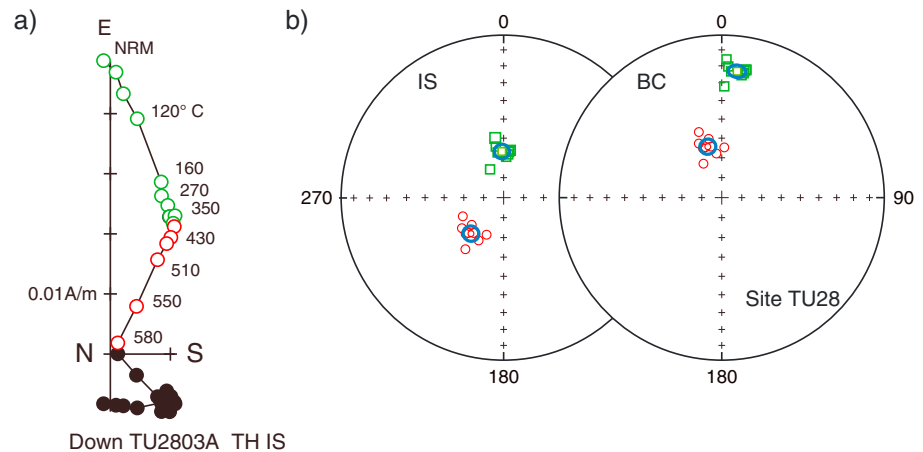 a)
E
NRM
120° C
160
270
350
430
510
550
580
0.01A/m
N S
Down TU2803A TH IS
b)
0 0
IS BC
270 90
Site TU28
180 180